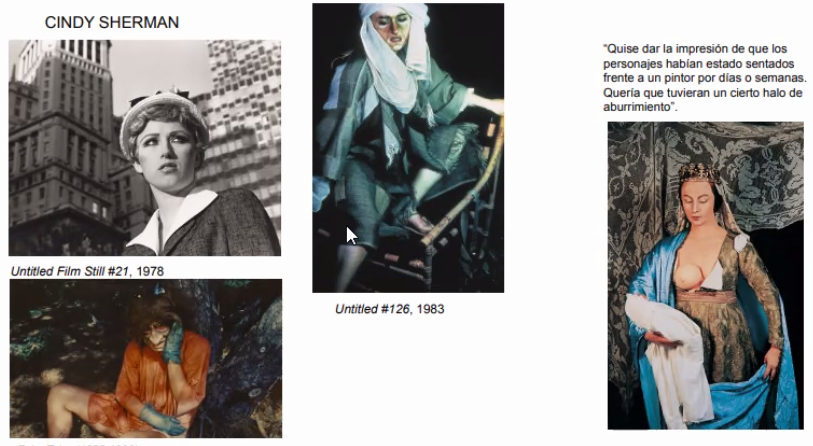 CINDY SHERMAN
Untitled Film Still #21, 1978
Untitled #126, 1983
“Quise dar la impresión de que los
personajes habían estado sentados
frente a un pintor por días o semanas.
Quería que tuvieran un cierto halo de
aburrimiento”.